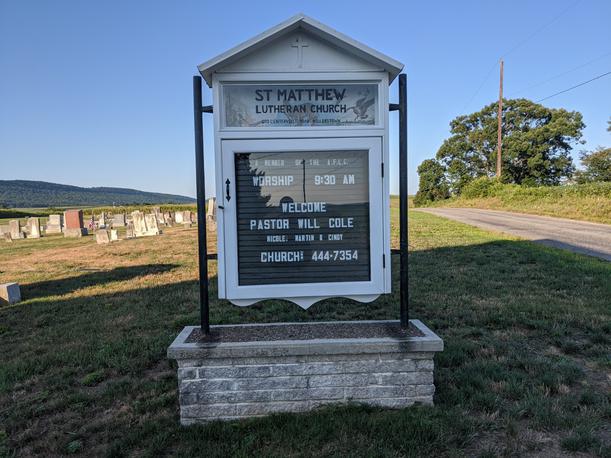 ST MATTHEW
LUTHERAN CHURCH
A MEMBER OF THE A.F.L.C.
WORSHIP 9:30 AM
WELCOME
PASTOR WILL COLE
NICOLE, MARTIN & CINDY
CHURCH: 444-7354